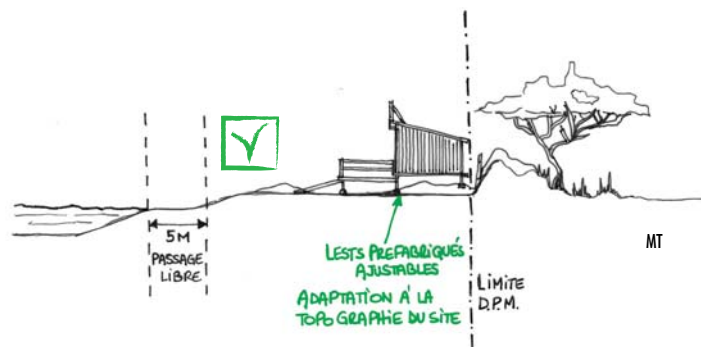 5M
PASSAGE
LIBRE
LESTS PREFABRIQUÉS
AJUSTABLES
ADAPTATION À LA
TOPOGRAPHIE DU SITE
LIMITE
D.P.M.
MT